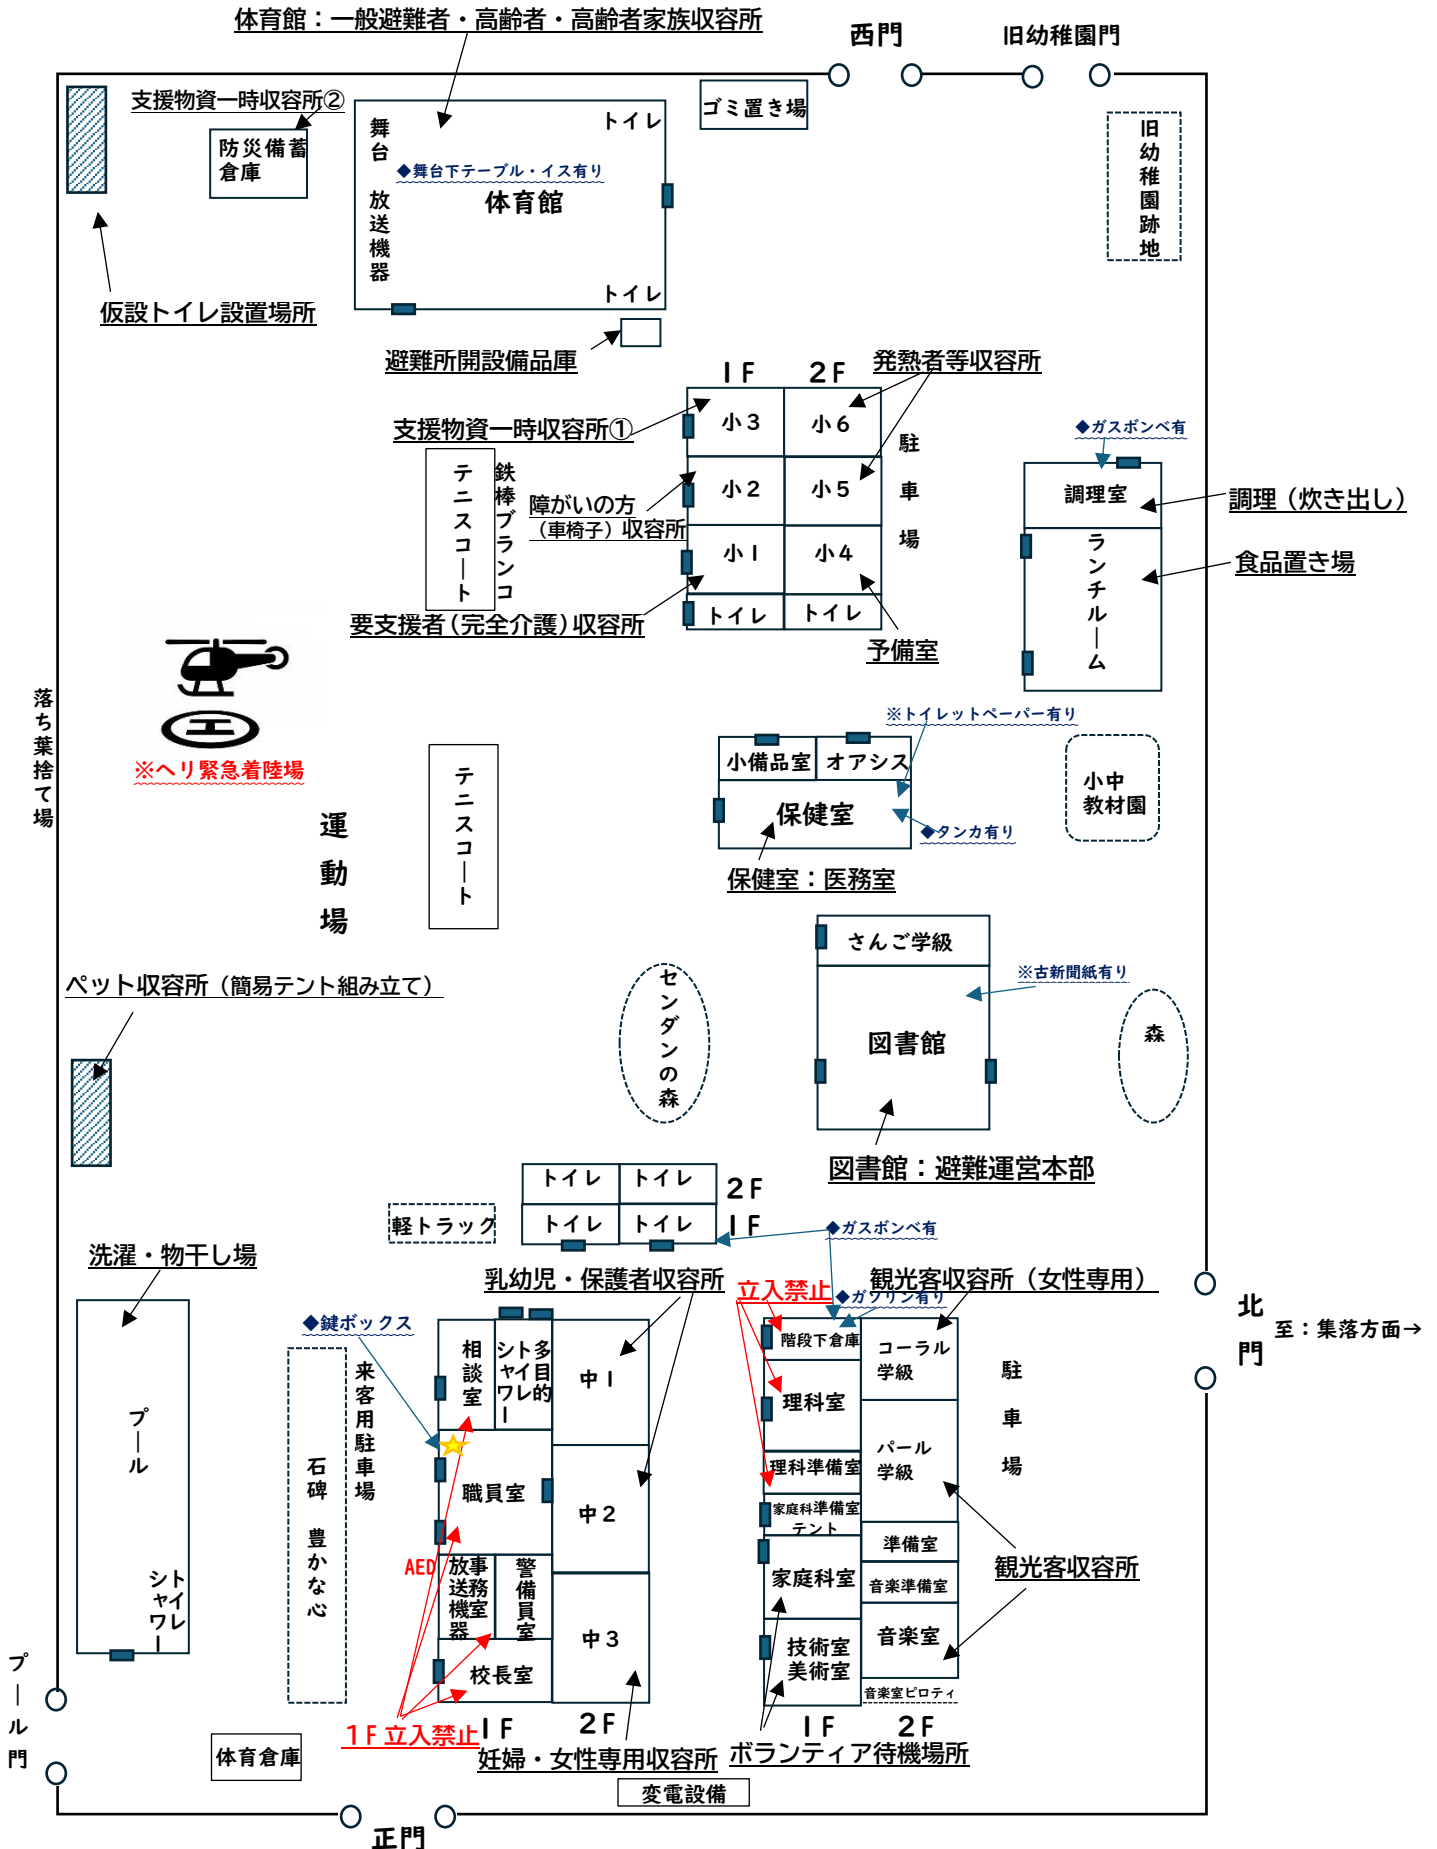 体育館：一般避難者・高齢者・高齢者家族収容所
西門
旧幼稚園門
支援物資一時収容所②
防災備蓄
倉庫
舞台 放送機器
トイレ
◆舞台下テーブル・イス有り
体育館
トイレ
ゴミ置き場
旧幼稚園跡地
仮設トイレ設置場所
避難所開設備品庫
1F
2F
発熱者等収容所
支援物資一時収容所①
小3
小6
駐車場
◆ガスボンベ有
テニスコート
鉄棒ブランコ
障がいの方
（車椅子）収容所
小2
小5
調理室
調理（炊き出し）
小1
小4
ランチルーム
食品置き場
トイレ
トイレ
要支援者（完全介護）収容所
予備室
落ち葉捨て場
※ヘリ緊急着陸場
運動場
テニスコート
※トイレットペーパー有り
小備品室
オアシス
保健室
◆タンカ有り
小中
教材園
保健室：医務室
さんご学級
※古新聞紙有り
図書館
森
センダンの森
ペット収容所（簡易テント組み立て）
図書館：避難運営本部
トイレ
トイレ
2F
トイレ
トイレ
1F
軽トラック
◆ガスボンベ有
洗濯・物干し場
乳幼児・保護者収容所
立入禁止
◆ガソリン有り
観光客収容所（女性専用）
北門
至：集落方面→
◆鍵ボックス
来客用駐車場
相談室
多目的
トイレ
シャワー
中1
階段下倉庫
コーラル
学級
駐車場
理科室
パール
学級
プール
石碑 豊かな心
職員室
中2
理科準備室
家庭科準備室
テント
準備室
観光客収容所
AED
事務室
放送機器
警備員室
家庭科室
音楽準備室
トイレ
シャワー
中3
技術室
美術室
音楽室
校長室
音楽室ピロティ
プール門
1F 立入禁止
1F
2F
1F
2F
体育倉庫
妊婦・女性専用収容所
ボランティア待機場所
変電設備
正門